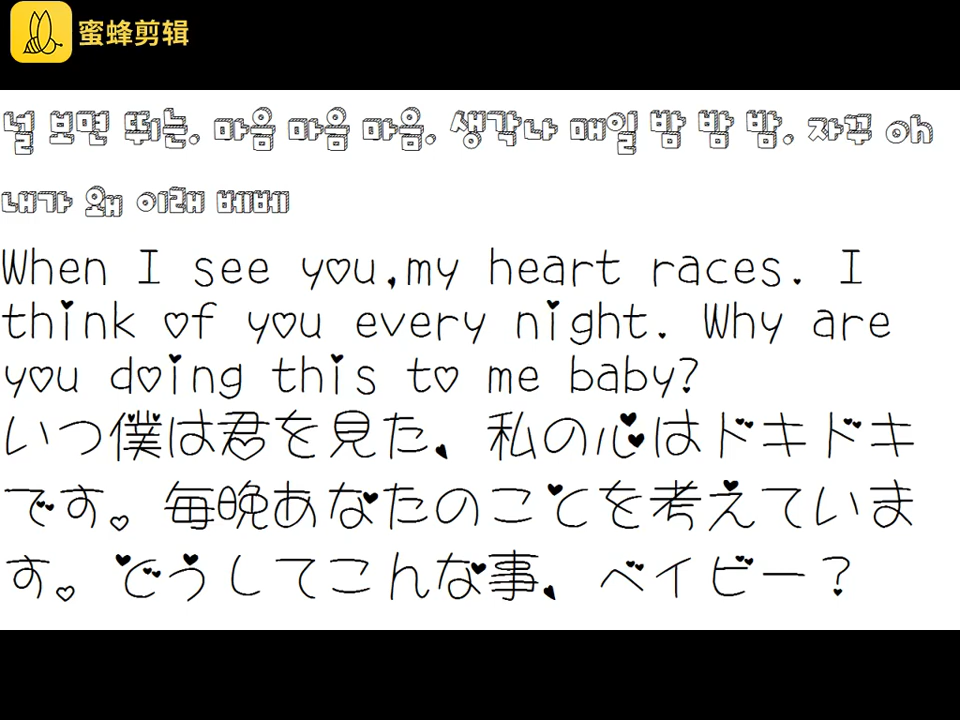 蜜蜂剪辑
널 보면 뛰는, 마음 마음 마음, 생각나 매일 밤 밤 밤, 자꾸 oh
내가 왜 이래 베베
When I see you,my heart races. I
think of you every night. Why are
you doing this to me baby?
いつ僕は君を見た、私の心はドキドキ
です。毎晩あなたのことを考えていま
す。どうしてこんな事、ベイビー？